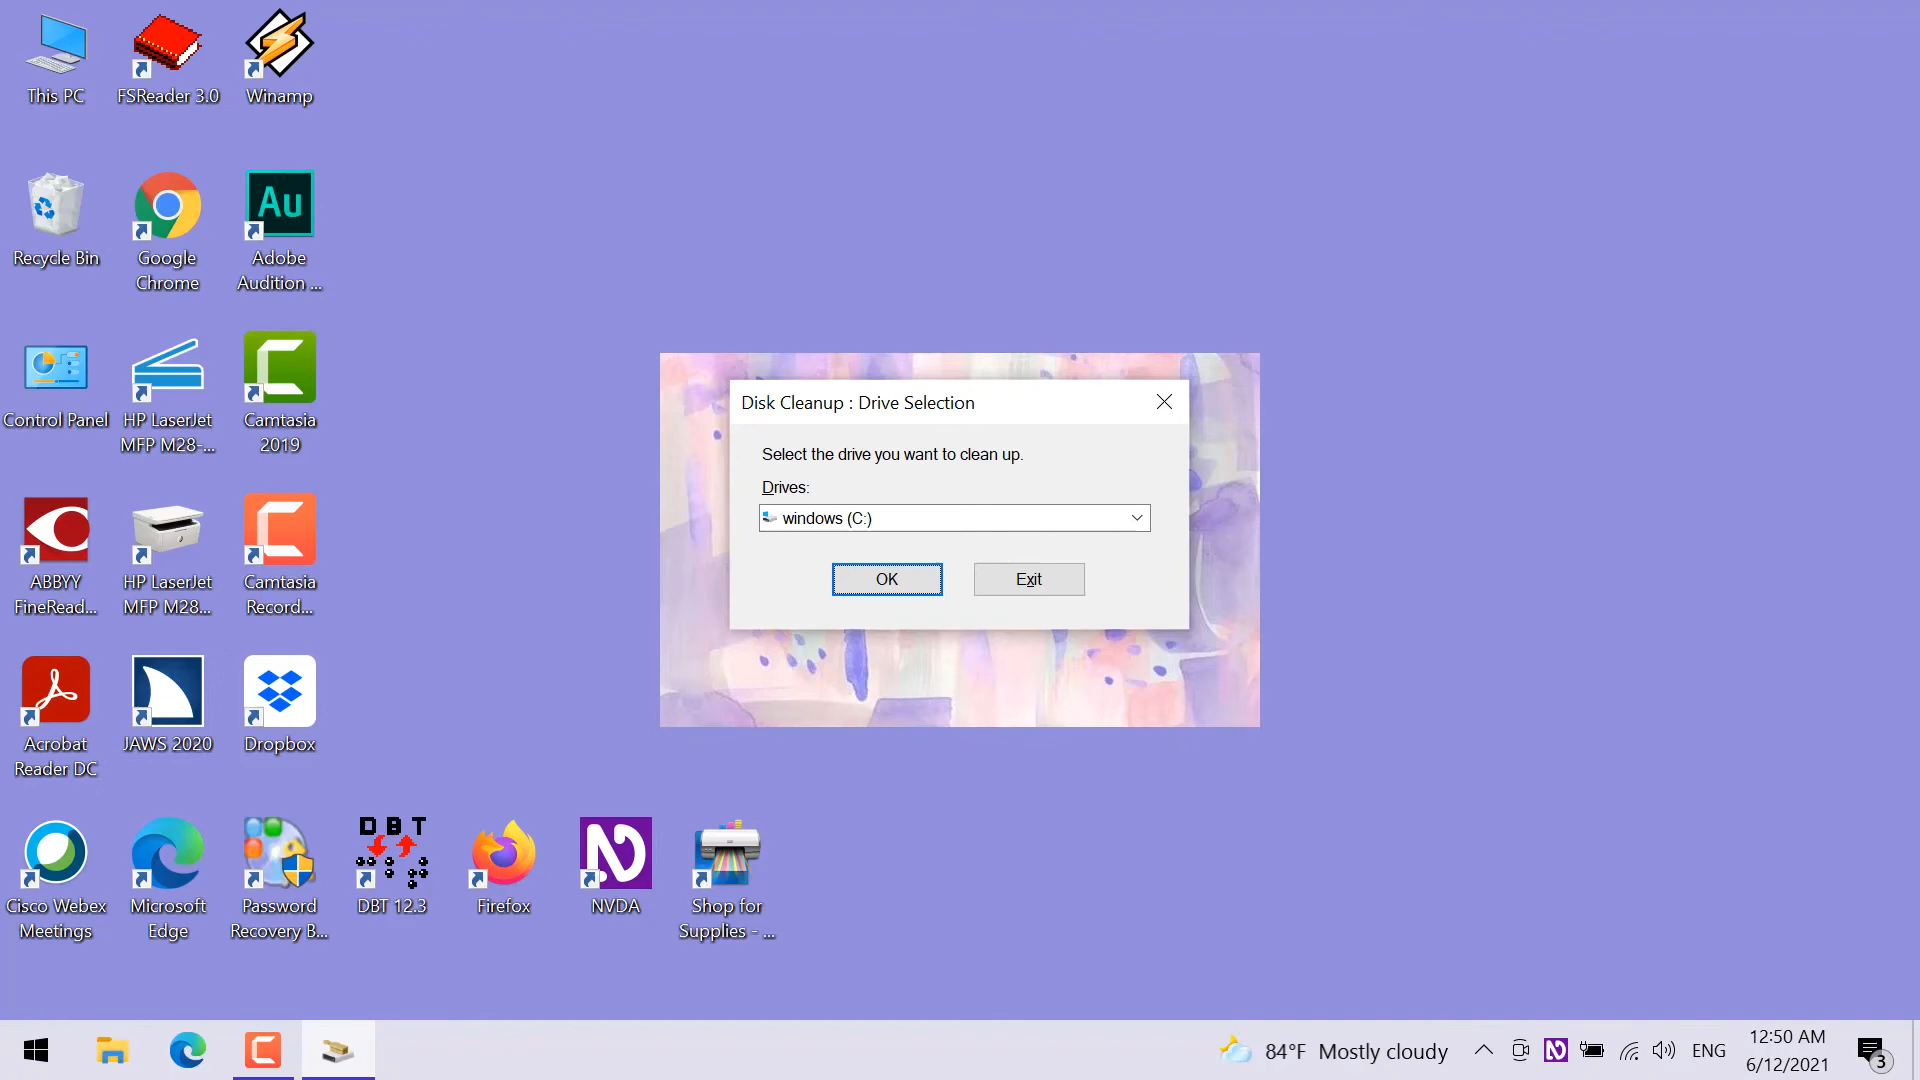 This PC
FSReader 3.0
Winamp
Recycle Bin
Google
Chrome
Au
Adobe
Audition ...
Control Panel
HP LaserJet
MFP M28-...
Camtasia
2019
ABBYY
FineRead...
HP LaserJet
MFP M28...
Camtasia
Record...
Acrobat
Reader DC
JAWS 2020
Dropbox
Cisco Webex
Meetings
Microsoft
Edge
Password
Recovery B...
DBT
DBT 12.3
Firefox
NVDA
Shop for
Supplies - ...
Disk Cleanup : Drive Selection
Select the drive you want to clean up.
Drives:
windows (C:)
OK
Exit
84°F Mostly cloudy
ENG
12:50 AM
6/12/2021
3